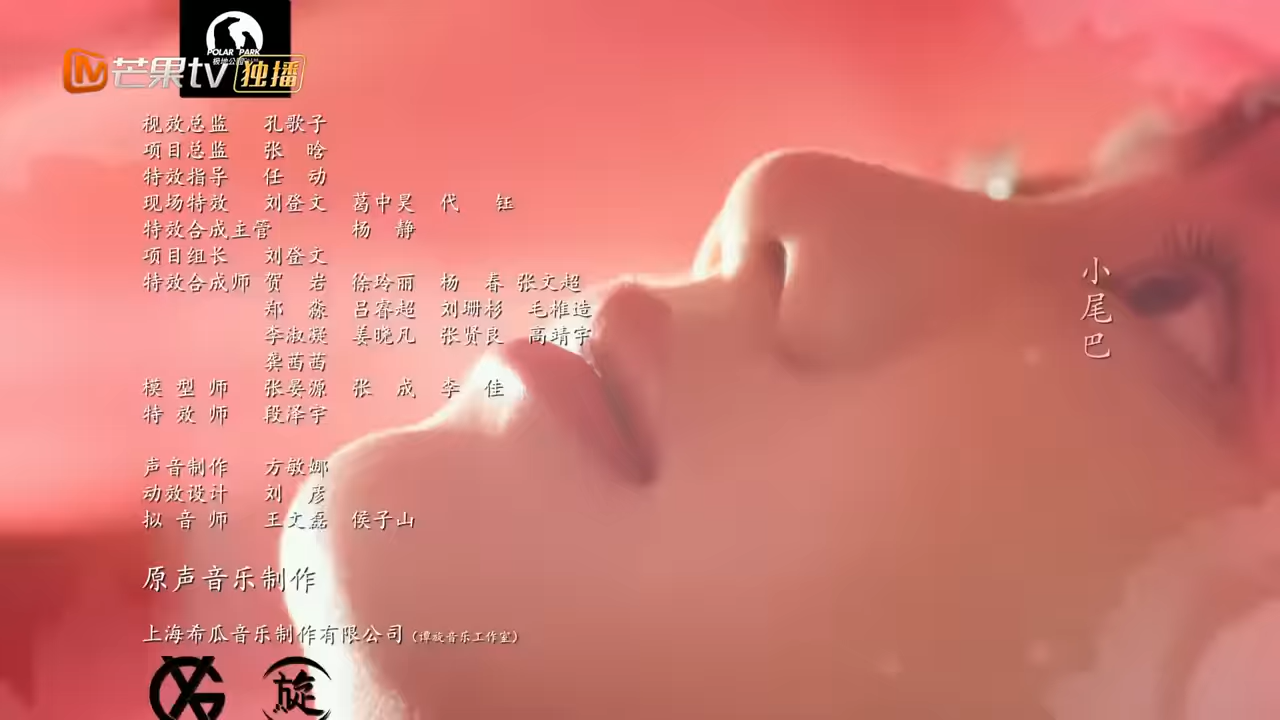 POLAR PARK
芒果tv 独播
视效总监 孔歌子
项目总监 张 晗
特效指导 任 动
现场特效 刘登文 葛中昊 代 钰
特效合成主管 杨 静
项目组长 刘登文
特效合成师 贺 岩 徐玲丽 杨 春 张文超
郑 淼 吕睿超 刘珊杉 毛椎造
李淑凝 姜晓凡 张贤良 高靖宇
龚茜茜
模 型 师 张晏源 张 成 李 佳
特 效 师 段泽宇
声音制作 方敏娜
动效设计 刘 彦
拟 音 师 王文磊 侯子山
原声音乐制作
上海希瓜音乐制作有限公司(谭旋音乐工作室)
旋
小尾巴